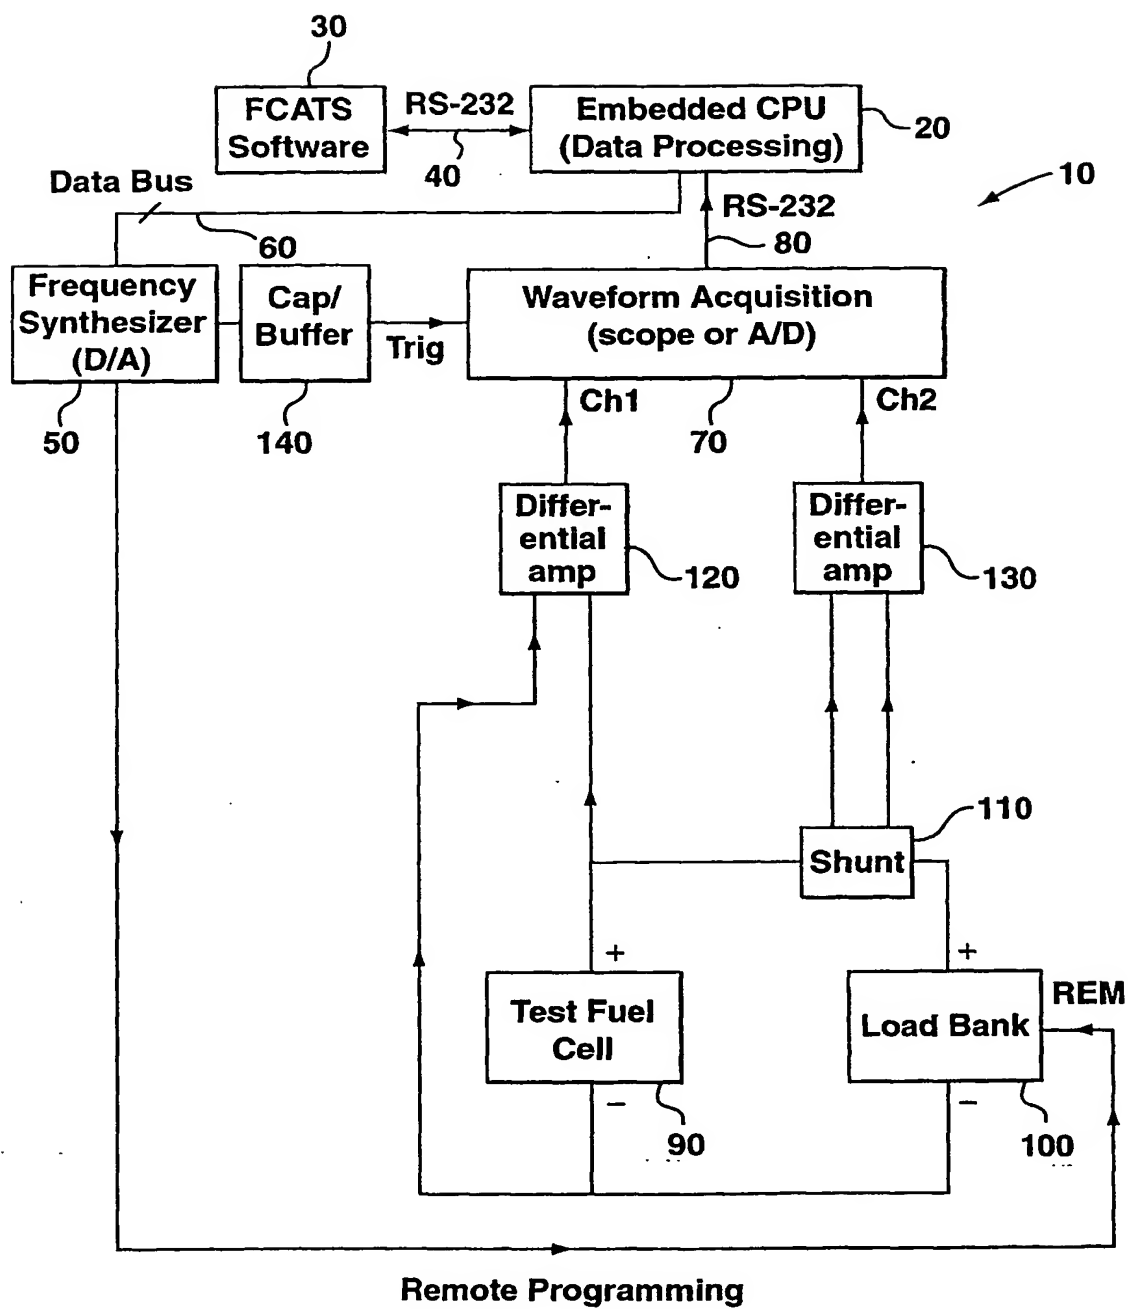 30
FCATS
Software
RS-232
40
Embedded CPU
(Data Processing)
20
10
Data Bus
60
RS-232
80
Frequency
Synthesizer
(D/A)
50
Cap/
Buffer
140
Trig
Waveform Acquisition
(scope or A/D)
Ch1
70
Ch2
Differ-
ential
amp
120
Differ-
ential
amp
130
110
Shunt
+
+
Test Fuel
Cell
REM
Load Bank
−
90
−
100
Remote Programming